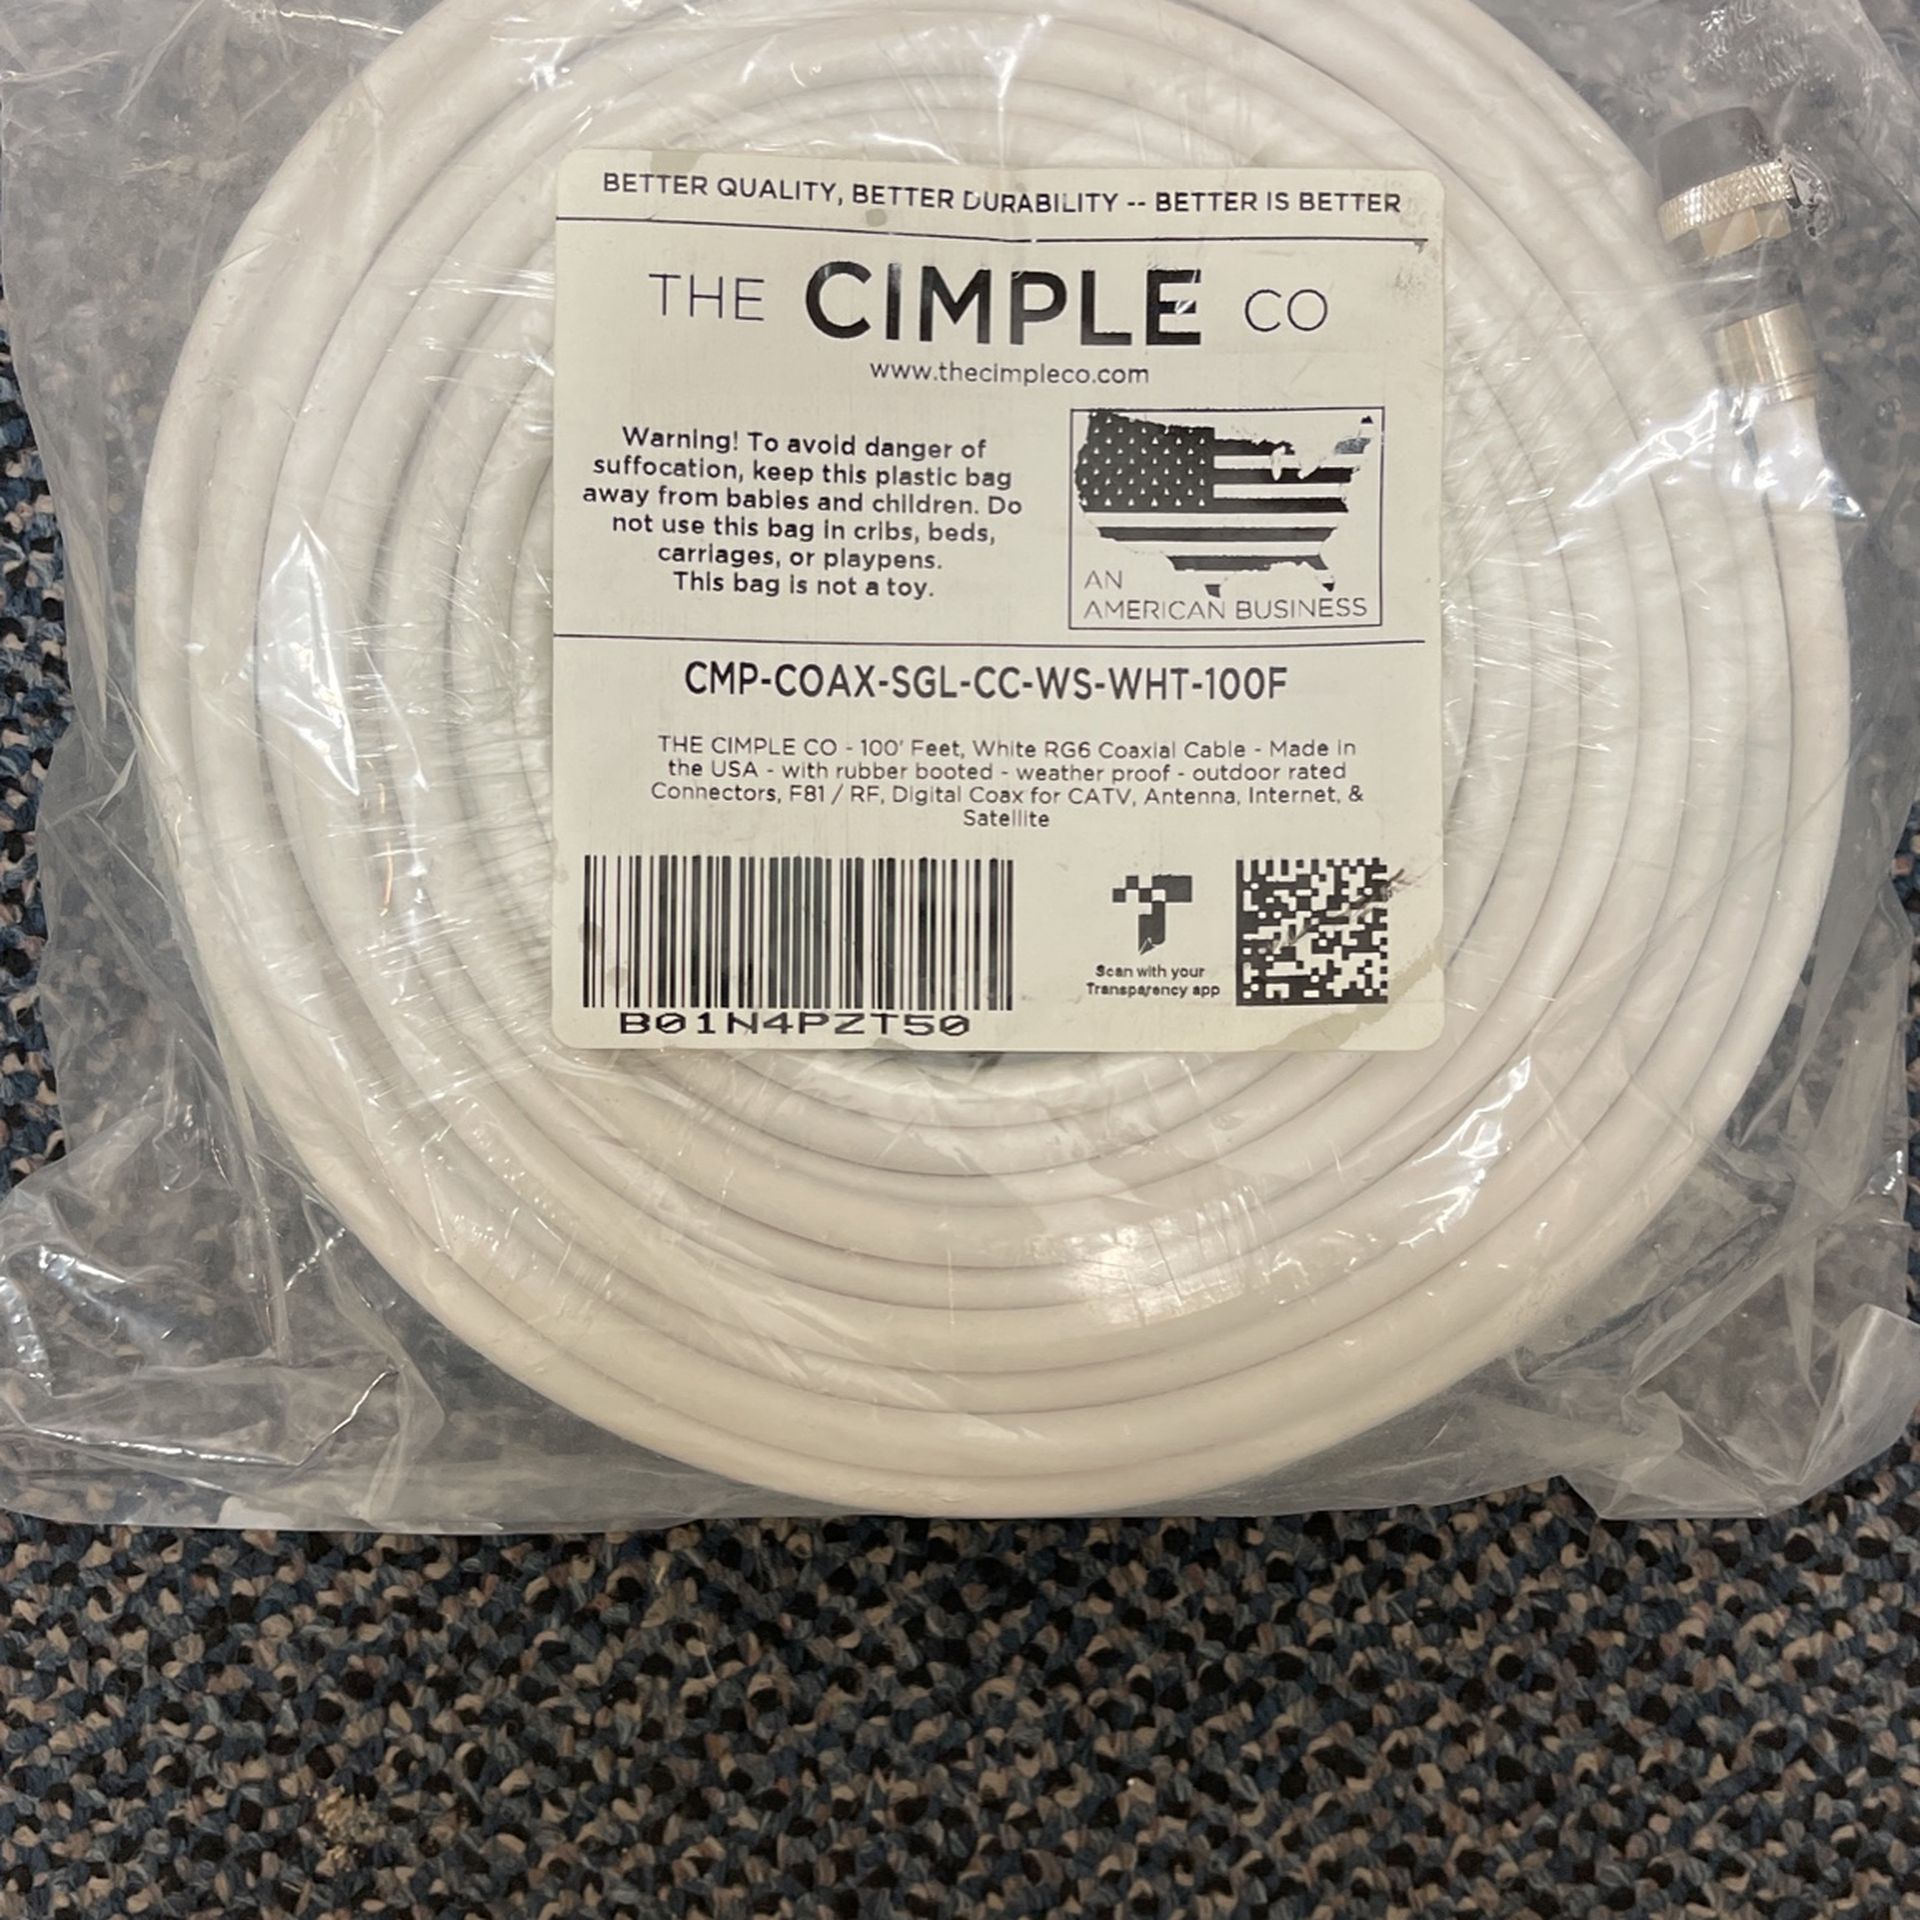 BETTER QUALITY, BETTER DURABILITY -- BETTER IS BETTER
THE CIMPLE CO
www.thecimpleco.com
Warning! To avoid danger of
suffocation, keep this plastic bag
away from babies and children. Do
not use this bag in cribs, beds,
carriages, or playpens.
This bag is not a toy.
AN
AMERICAN BUSINESS
CMP-COAX-SGL-CC-WS-WHT-100F
THE CIMPLE CO - 100' Feet, White RG6 Coaxial Cable - Made in
the USA - with rubber booted - weather proof - outdoor rated
Connectors, F81 / RF, Digital Coax for CATV, Antenna, Internet, &
Satellite
B01N4PZT50
Scan with your
Transparency app